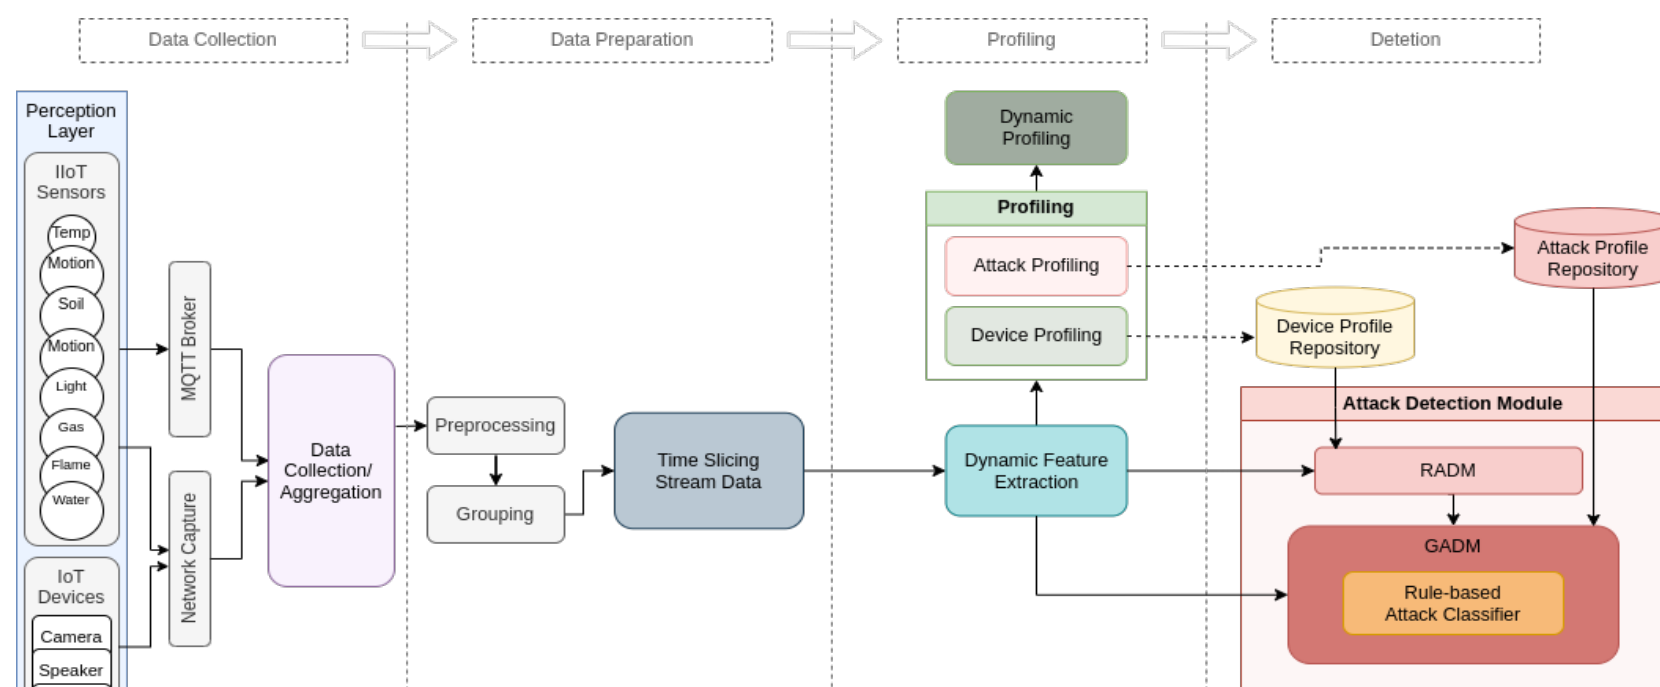 Data Collection
Data Preparation
Profiling
Detetion
Perception
Layer
IIoT
Sensors
Temp
Motion
Soil
Motion
Light
Gas
Flame
Water
IoT
Devices
Camera
Speaker
MQTT Broker
Network Capture
Data
Collection/
Aggregation
Preprocessing
Grouping
Time Slicing
Stream Data
Dynamic
Profiling
Profiling
Attack Profiling
Device Profiling
Dynamic Feature
Extraction
Attack Profile
Repository
Device Profile
Repository
Attack Detection Module
RADM
GADM
Rule-based
Attack Classifier